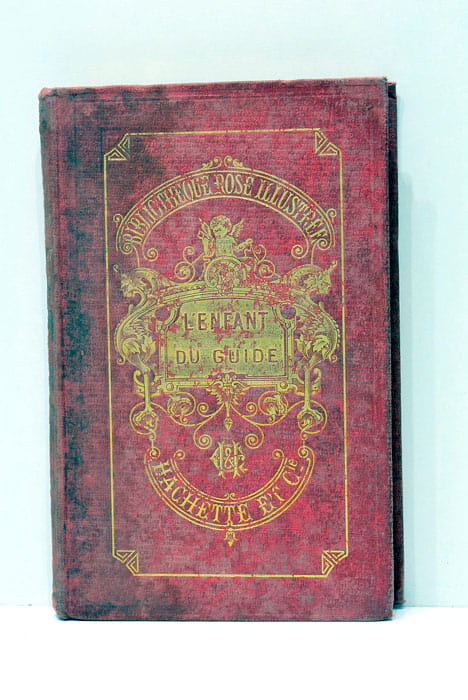 BIBLIOTHÈQUE ROSE ILLUSTRÉE
L'ENFANT
DU GUIDE
H&C
HACHETTE ET Cie